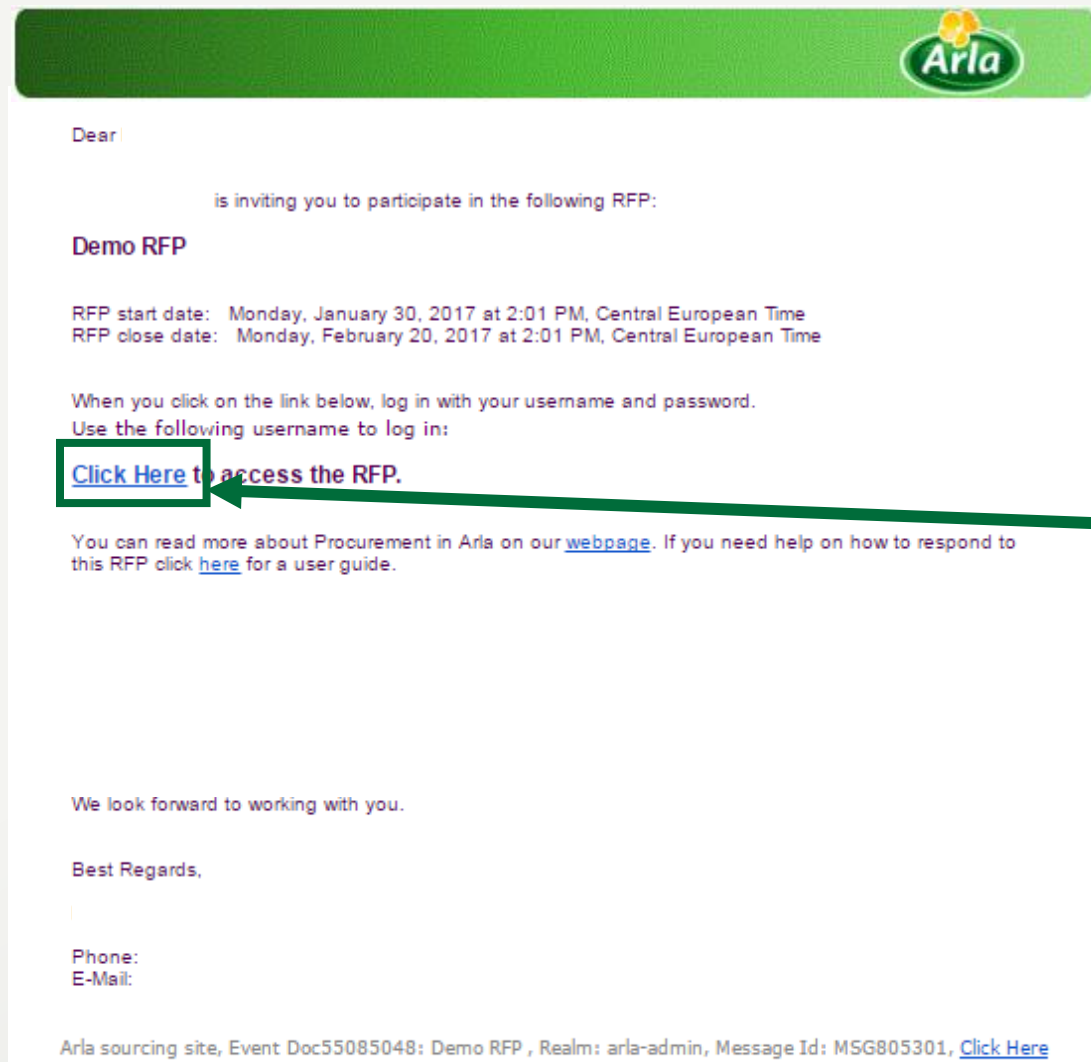 Arla
Dear
is inviting you to participate in the following RFP:
Demo RFP
RFP start date: Monday, January 30, 2017 at 2:01 PM, Central European Time
RFP close date: Monday, February 20, 2017 at 2:01 PM, Central European Time
When you click on the link below, log in with your username and password.
Use the following username to log in:
Click Here to access the RFP.
You can read more about Procurement in Arla on our webpage. If you need help on how to respond to
this RFP click here for a user guide.
We look forward to working with you.
Best Regards,
Phone:
E-Mail:
Arla sourcing site, Event Doc55085048: Demo RFP , Realm: arla-admin, Message Id: MSG805301, Click Here